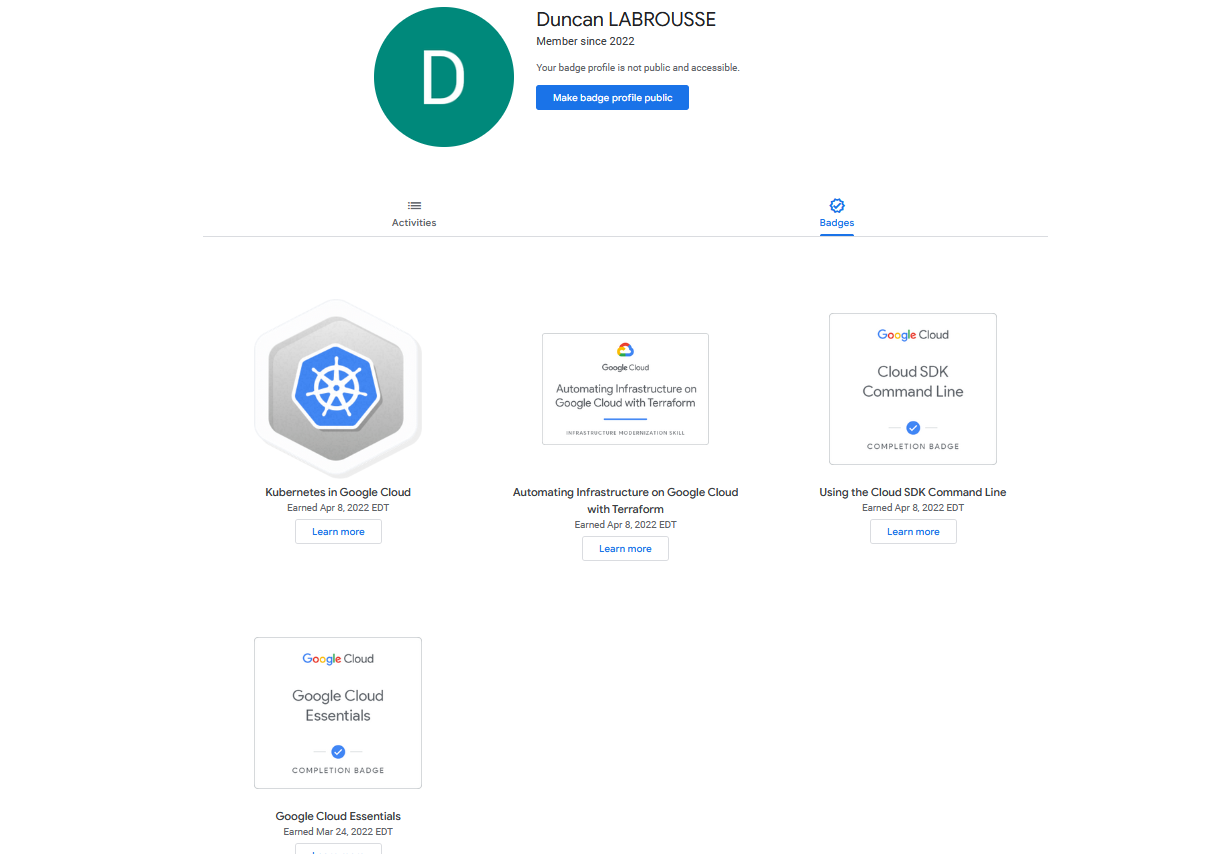 D
Duncan LABROUSSE
Member since 2022
Your badge profile is not public and accessible.
Make badge profile public
Activities
Badges
Kubernetes in Google Cloud
Earned Apr 8, 2022 EDT
Learn more
Google Cloud
Automating Infrastructure on
Google Cloud with Terraform
INFRASTRUCTURE MODERNIZATION SKILL
Automating Infrastructure on Google Cloud
with Terraform
Earned Apr 8, 2022 EDT
Learn more
Google Cloud
Cloud SDK
Command Line
COMPLETION BADGE
Using the Cloud SDK Command Line
Earned Apr 8, 2022 EDT
Learn more
Google Cloud
Google Cloud
Essentials
COMPLETION BADGE
Google Cloud Essentials
Earned Mar 24, 2022 EDT